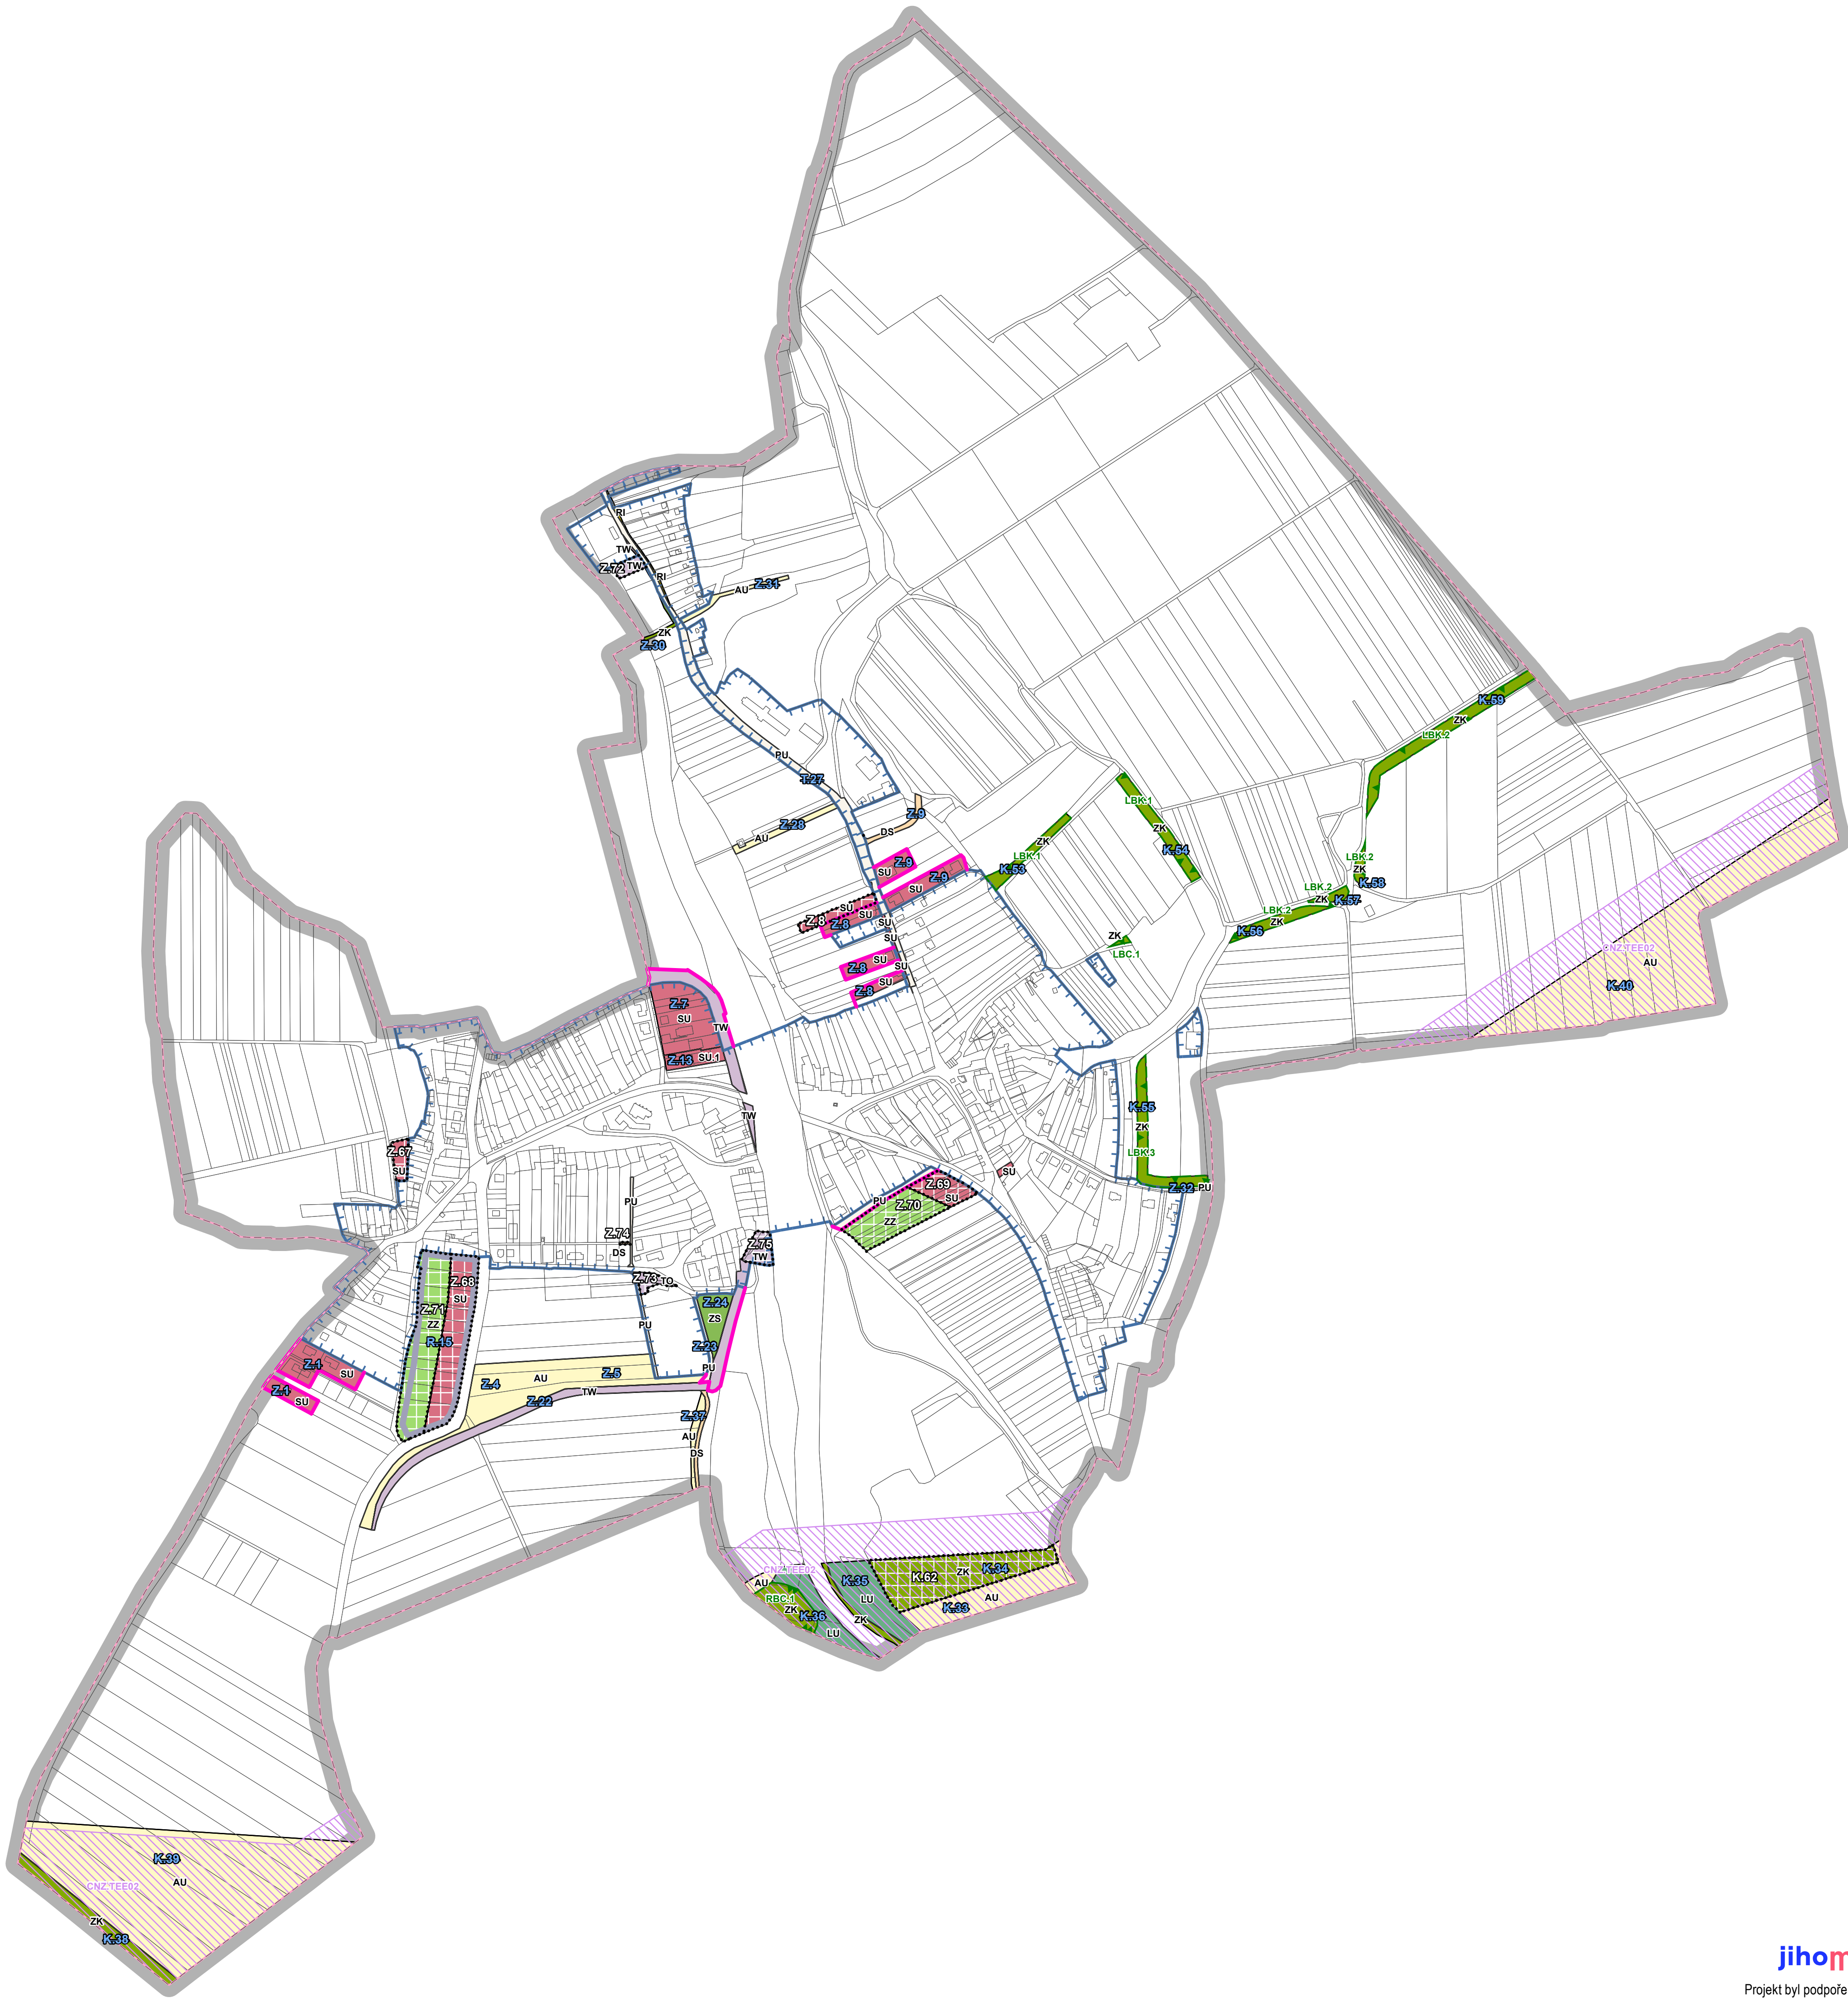 RI
TW
Z.72
TW
RI
AU
Z.31
ZK
Z.30
K.59
ZK
LBK.2
PU
T.27
LBK.1
Z.28
AU
Z.9
DS
ZK
ZK
K.54
LBK.1
K.53
Z.9
SU
Z.9
SU
LBK.2
ZK
K.58
LBK.2
ZK
K.57
LBK.2
ZK
K.56
SU
Z.8
SU
Z.8
SU
SU
ZK
LBC.1
CNZ.TEE02
AU
K.40
SU
SU
Z.8
SU
Z.8
Z.7
SU
TW
Z.13
SU.1
TW
K.55
ZK
LBK.3
Z.67
SU
SU
Z.69
SU
Z.70
PU
ZZ
Z.32
PU
PU
Z.74
DS
Z.75
TW
Z.73
TO
Z.68
SU
Z.71
ZZ
R.15
PU
Z.24
ZS
Z.23
PU
Z.1
SU
Z.1
SU
Z.4
AU
Z.5
TW
Z.22
Z.37
AU
DS
CNZ.TEE02
AU
RBC.1
ZK
K.36
LU
K.35
LU
ZK
K.62
ZK
K.34
AU
K.33
K.39
AU
CNZ.TEE02
ZK
K.38
jihom
Projekt byl podpoře